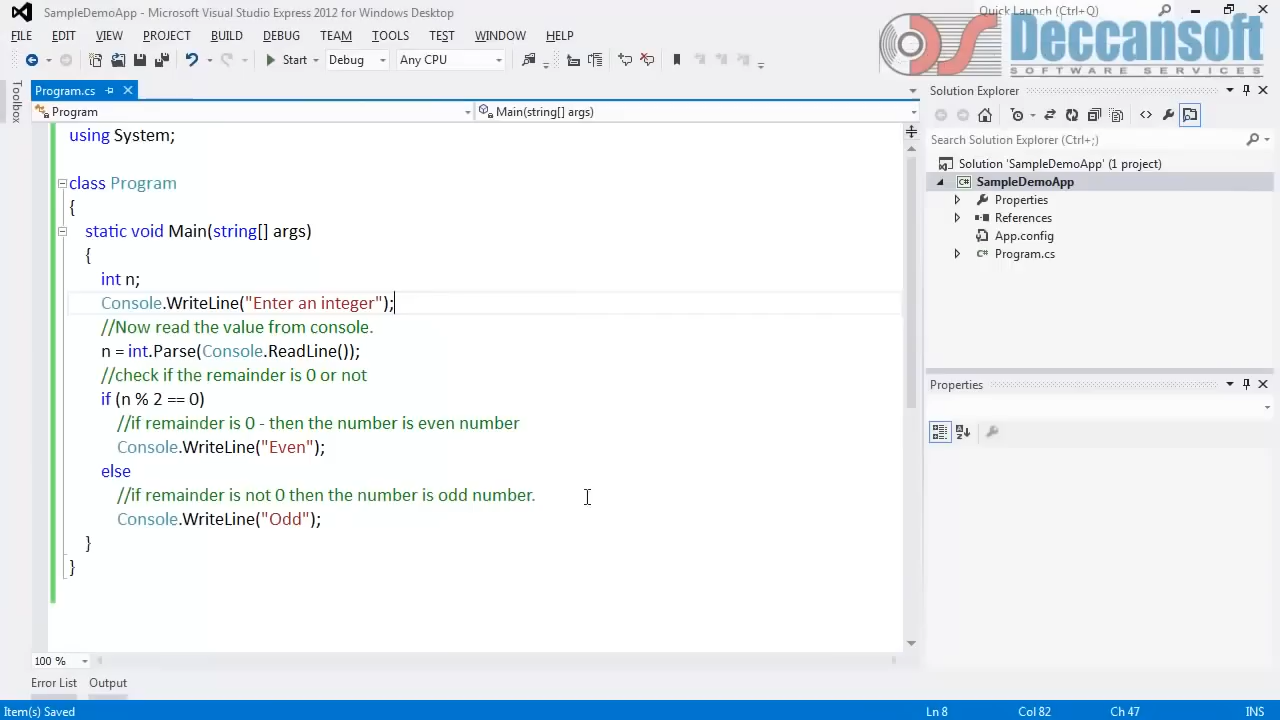 SampleDemoApp - Microsoft Visual Studio Express 2012 for Windows Desktop
Quick Launch (Ctrl+Q)
FILE EDIT VIEW PROJECT BUILD DEBUG TEAM TOOLS TEST WINDOW HELP
Deccansoft
SOFTWARE SERVICES
Start Debug Any CPU
Toolbox
Program.cs
Program
Main(string[] args)
using System;
class Program
{
static void Main(string[] args)
{
int n;
Console.WriteLine("Enter an integer");
//Now read the value from console.
n = int.Parse(Console.ReadLine());
//check if the remainder is 0 or not
if (n % 2 == 0)
//if remainder is 0 - then the number is even number
Console.WriteLine("Even");
else
//if remainder is not 0 then the number is odd number.
Console.WriteLine("Odd");
}
}
100 %
Error List Output
Solution Explorer
Search Solution Explorer (Ctrl+;)
Solution 'SampleDemoApp' (1 project)
C# SampleDemoApp
Properties
References
App.config
C# Program.cs
Properties
Item(s) Saved
Ln 8 Col 82 Ch 47 INS